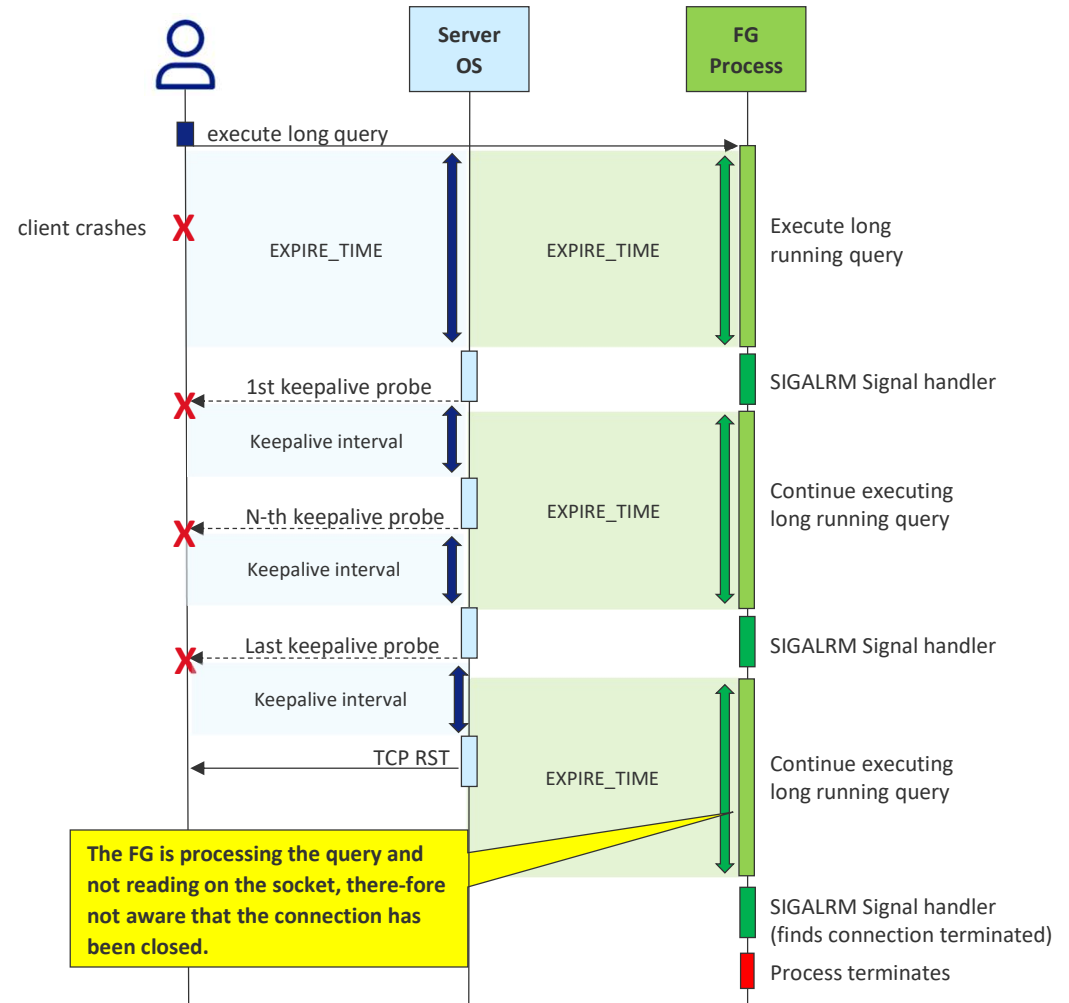 Server
OS
FG
Process
execute long query
client crashes
X
EXPIRE_TIME
EXPIRE_TIME
Execute long
running query
1st keepalive probe
SIGALRM Signal handler
X
Keepalive interval
N-th keepalive probe
EXPIRE_TIME
Continue executing
long running query
X
Keepalive interval
Last keepalive probe
SIGALRM Signal handler
X
Keepalive interval
TCP RST
EXPIRE_TIME
Continue executing
long running query
The FG is processing the query and
not reading on the socket, there-fore
not aware that the connection has
been closed.
SIGALRM Signal handler
(finds connection terminated)
Process terminates